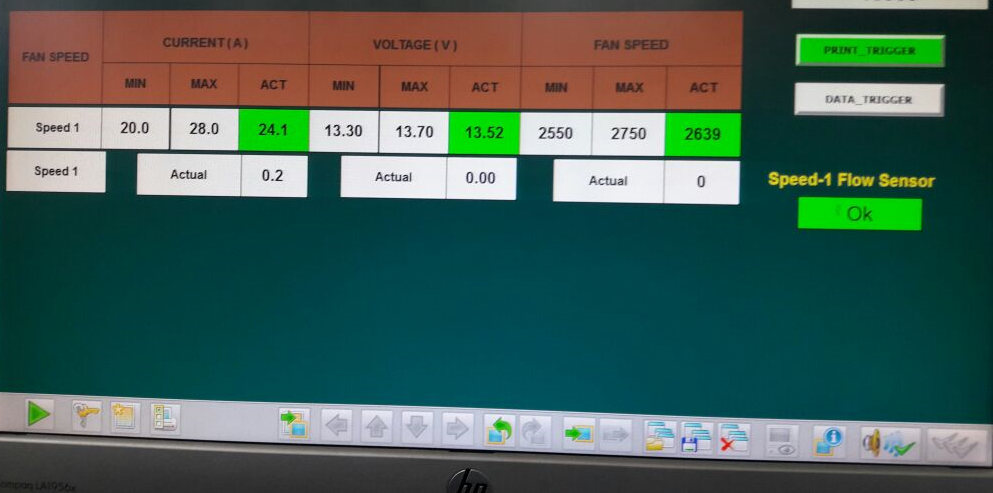 PRINT_TRIGGER
DATA_TRIGGER
FAN SPEED CURRENT ( A ) VOLTAGE ( V ) FAN SPEED
MIN MAX ACT MIN MAX ACT MIN MAX ACT
Speed 1 20.0 28.0 24.1 13.30 13.70 13.52 2550 2750 2639
Speed 1 Actual 0.2 Actual 0.00 Actual 0
Speed-1 Flow Sensor
Ok
hp